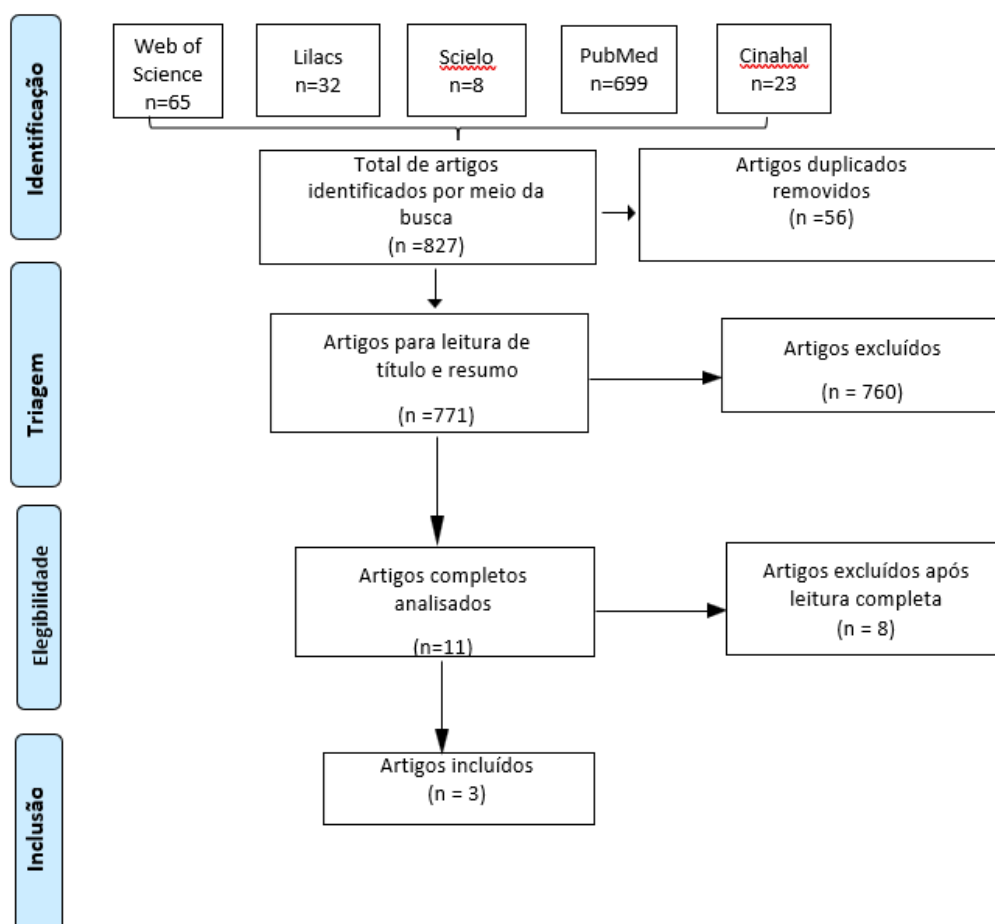 Identificação
Web of
Science
n=65
Lilacs
n=32
Scielo
n=8
PubMed
n=699
Cinahal
n=23
Total de artigos
identificados por meio da
busca
(n =827)
Artigos duplicados
removidos
(n =56)
Triagem
Artigos para leitura de
título e resumo
(n =771)
Artigos excluídos
(n = 760)
Elegibilidade
Artigos completos
analisados
(n=11)
Artigos excluídos após
leitura completa
(n = 8)
Inclusão
Artigos incluídos
(n = 3)